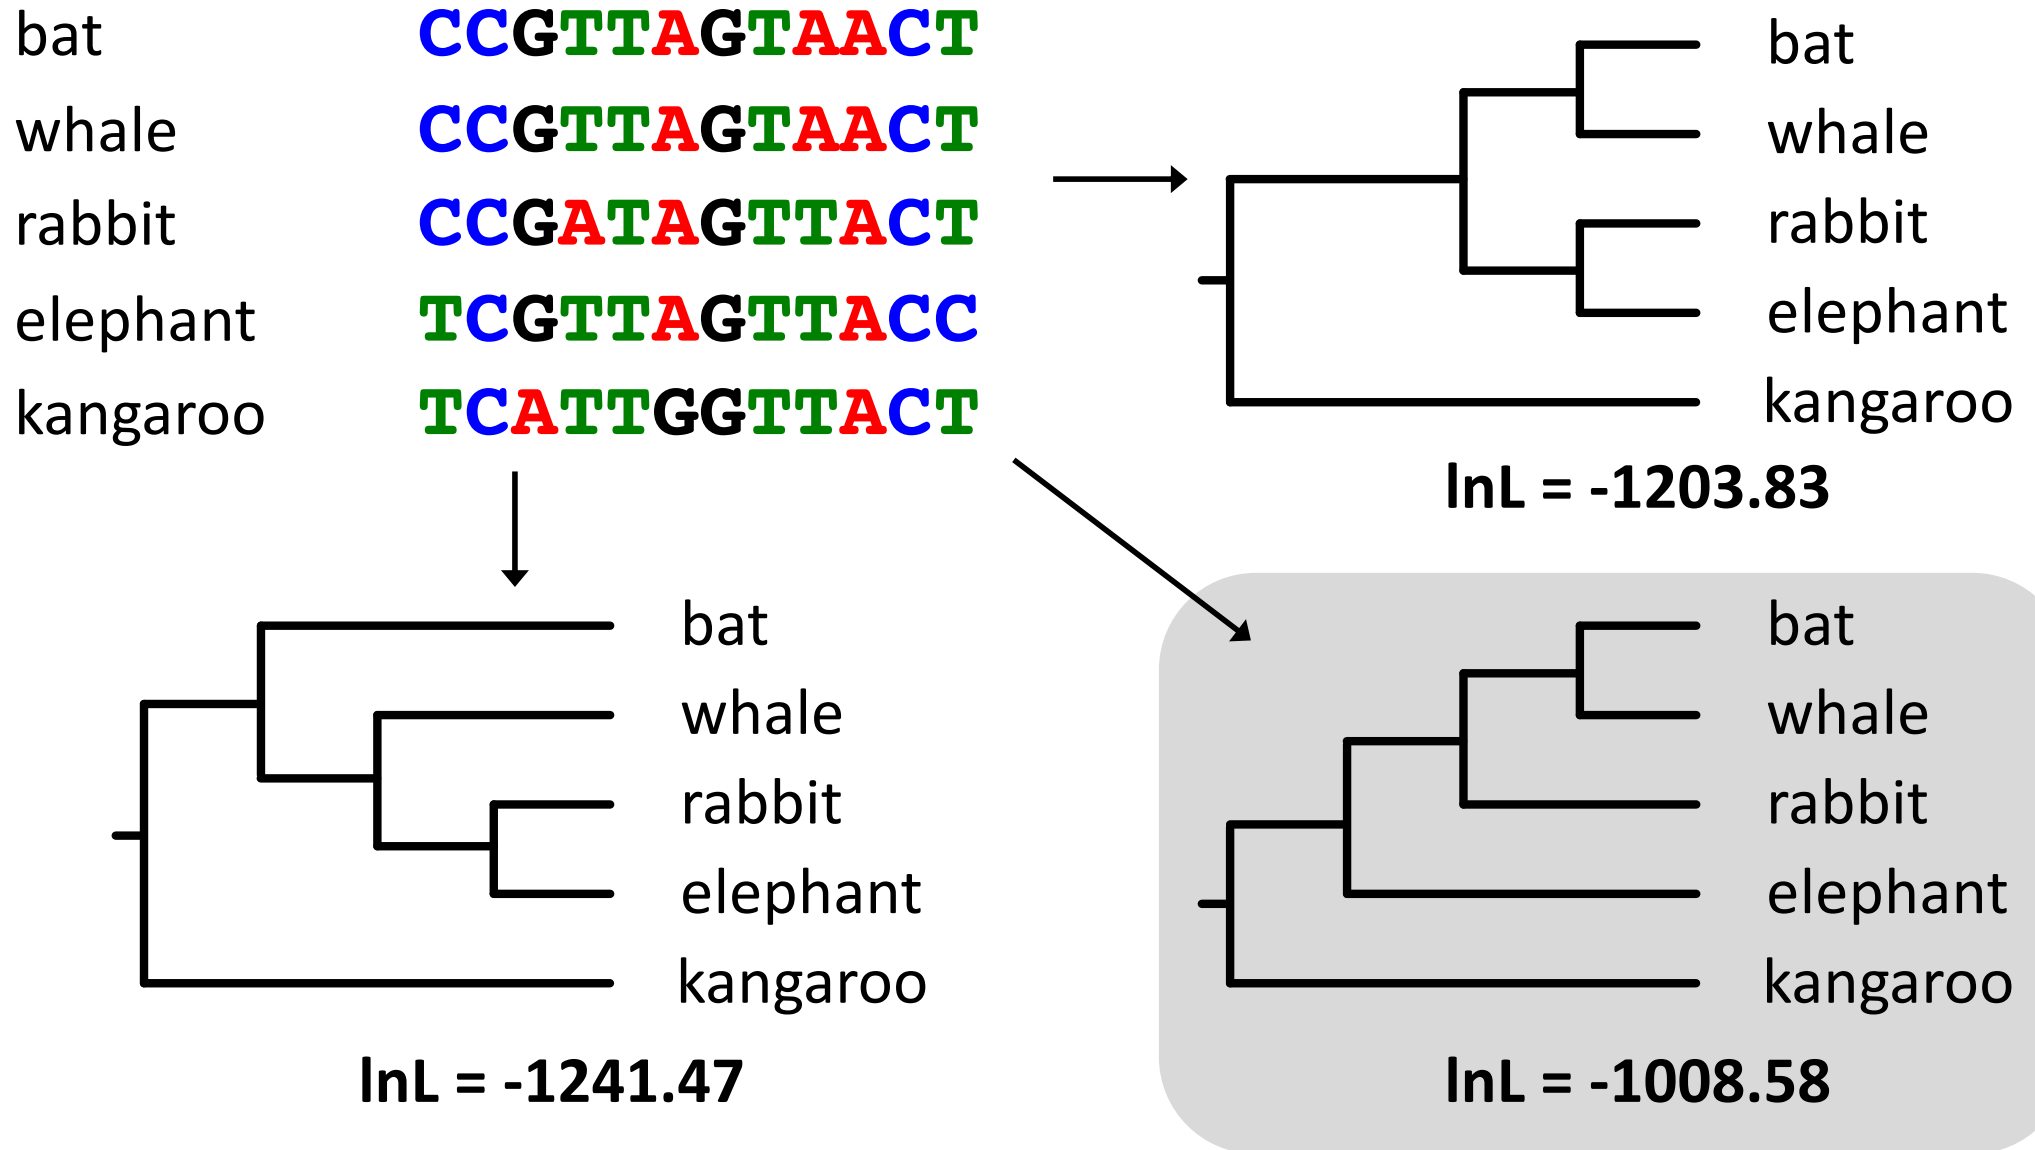 bat CCGTTAGTAACT
whale CCGTTAGTAACT
rabbit CCGATAGTTACT
elephant TCGTTAGTTACC
kangaroo TCATTGGTTACT
bat
whale
rabbit
elephant
kangaroo
lnL = -1203.83
bat
whale
rabbit
elephant
kangaroo
lnL = -1241.47
bat
whale
rabbit
elephant
kangaroo
lnL = -1008.58